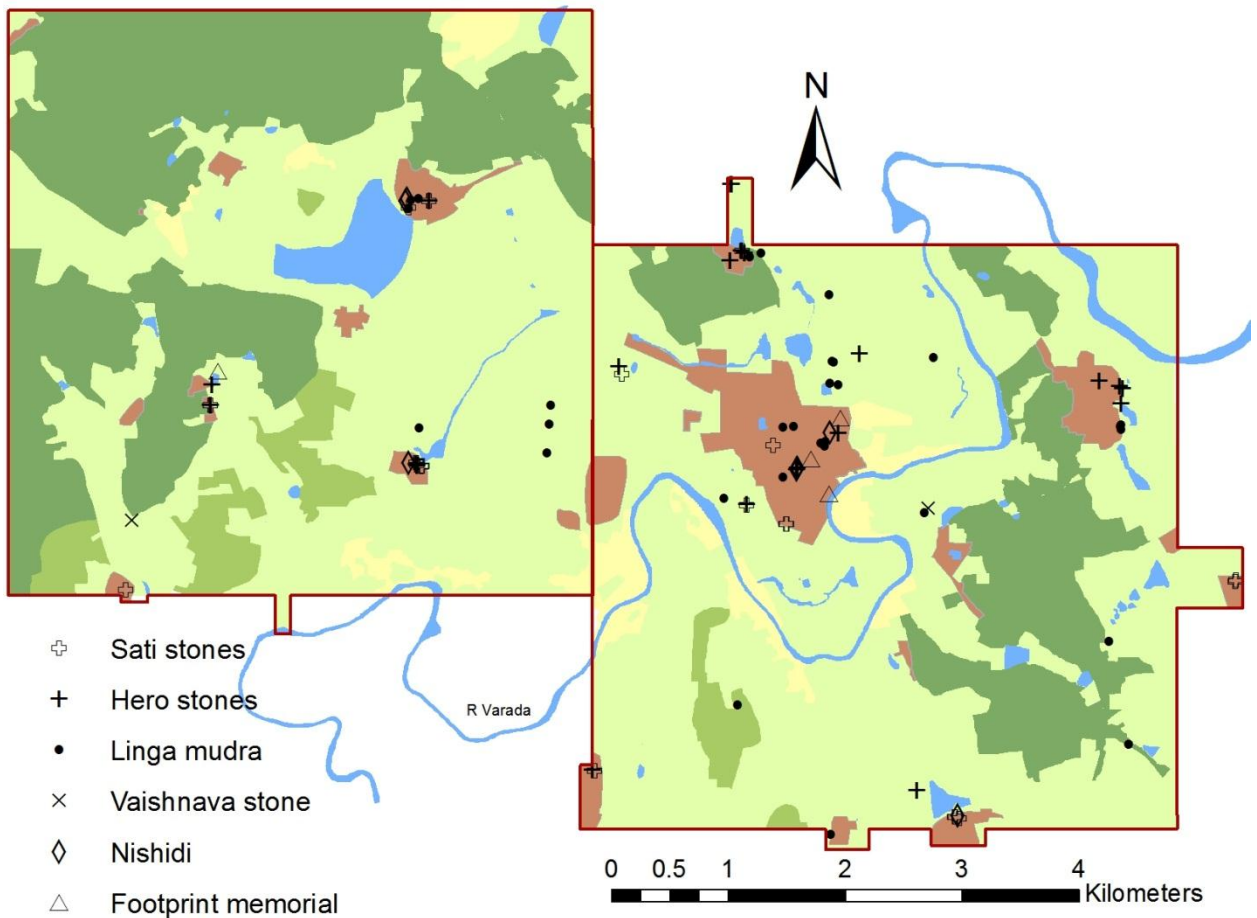 N
R Varada
Sati stones
Hero stones
Linga mudra
Vaishnava stone
Nishidi
Footprint memorial
0 0.5 1 2 3 4
Kilometers